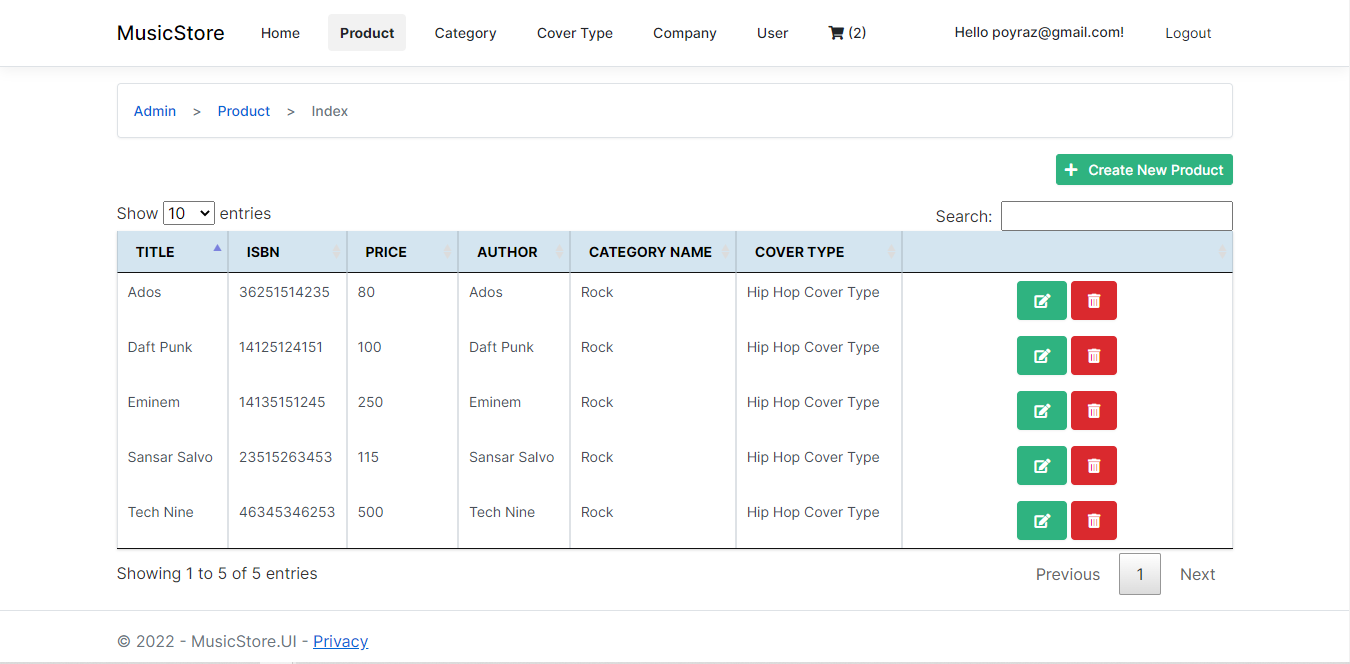 MusicStore Home Product Category Cover Type Company User (2) Hello poyraz@gmail.com! Logout
Admin > Product > Index
+ Create New Product
Show 10 entries Search:
TITLE ISBN PRICE AUTHOR CATEGORY NAME COVER TYPE
Ados 36251514235 80 Ados Rock Hip Hop Cover Type
Daft Punk 14125124151 100 Daft Punk Rock Hip Hop Cover Type
Eminem 14135151245 250 Eminem Rock Hip Hop Cover Type
Sansar Salvo 23515263453 115 Sansar Salvo Rock Hip Hop Cover Type
Tech Nine 46345346253 500 Tech Nine Rock Hip Hop Cover Type
Showing 1 to 5 of 5 entries Previous 1 Next
© 2022 - MusicStore.UI - Privacy